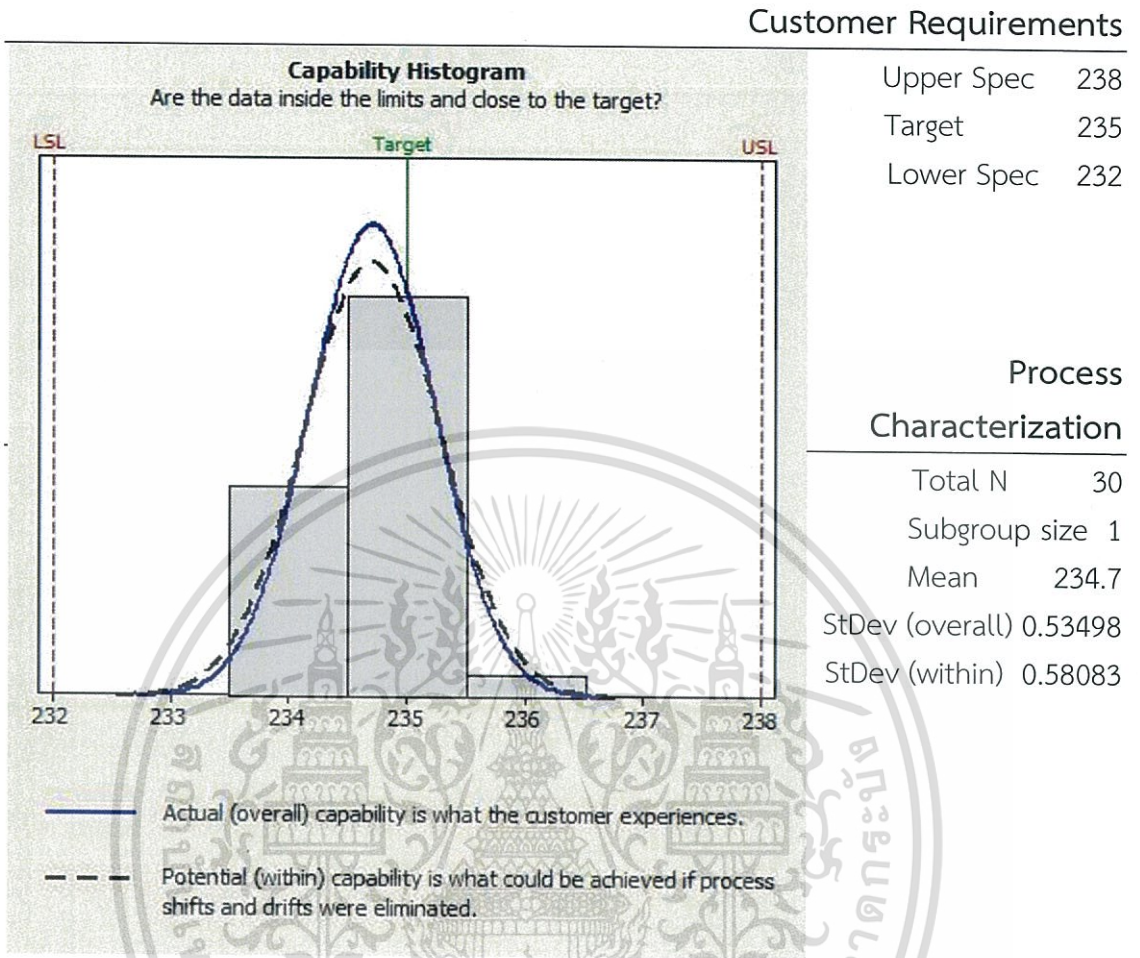 Customer Requirements
Capability Histogram
Are the data inside the limits and close to the target?
LSL
Target
USL
Upper Spec 238
Target 235
Lower Spec 232
Process
Characterization
Total N 30
Subgroup size 1
Mean 234.7
StDev (overall) 0.53498
StDev (within) 0.58083
232 233 234 235 236 237 238
Actual (overall) capability is what the customer experiences.
Potential (within) capability is what could be achieved if process
shifts and drifts were eliminated.